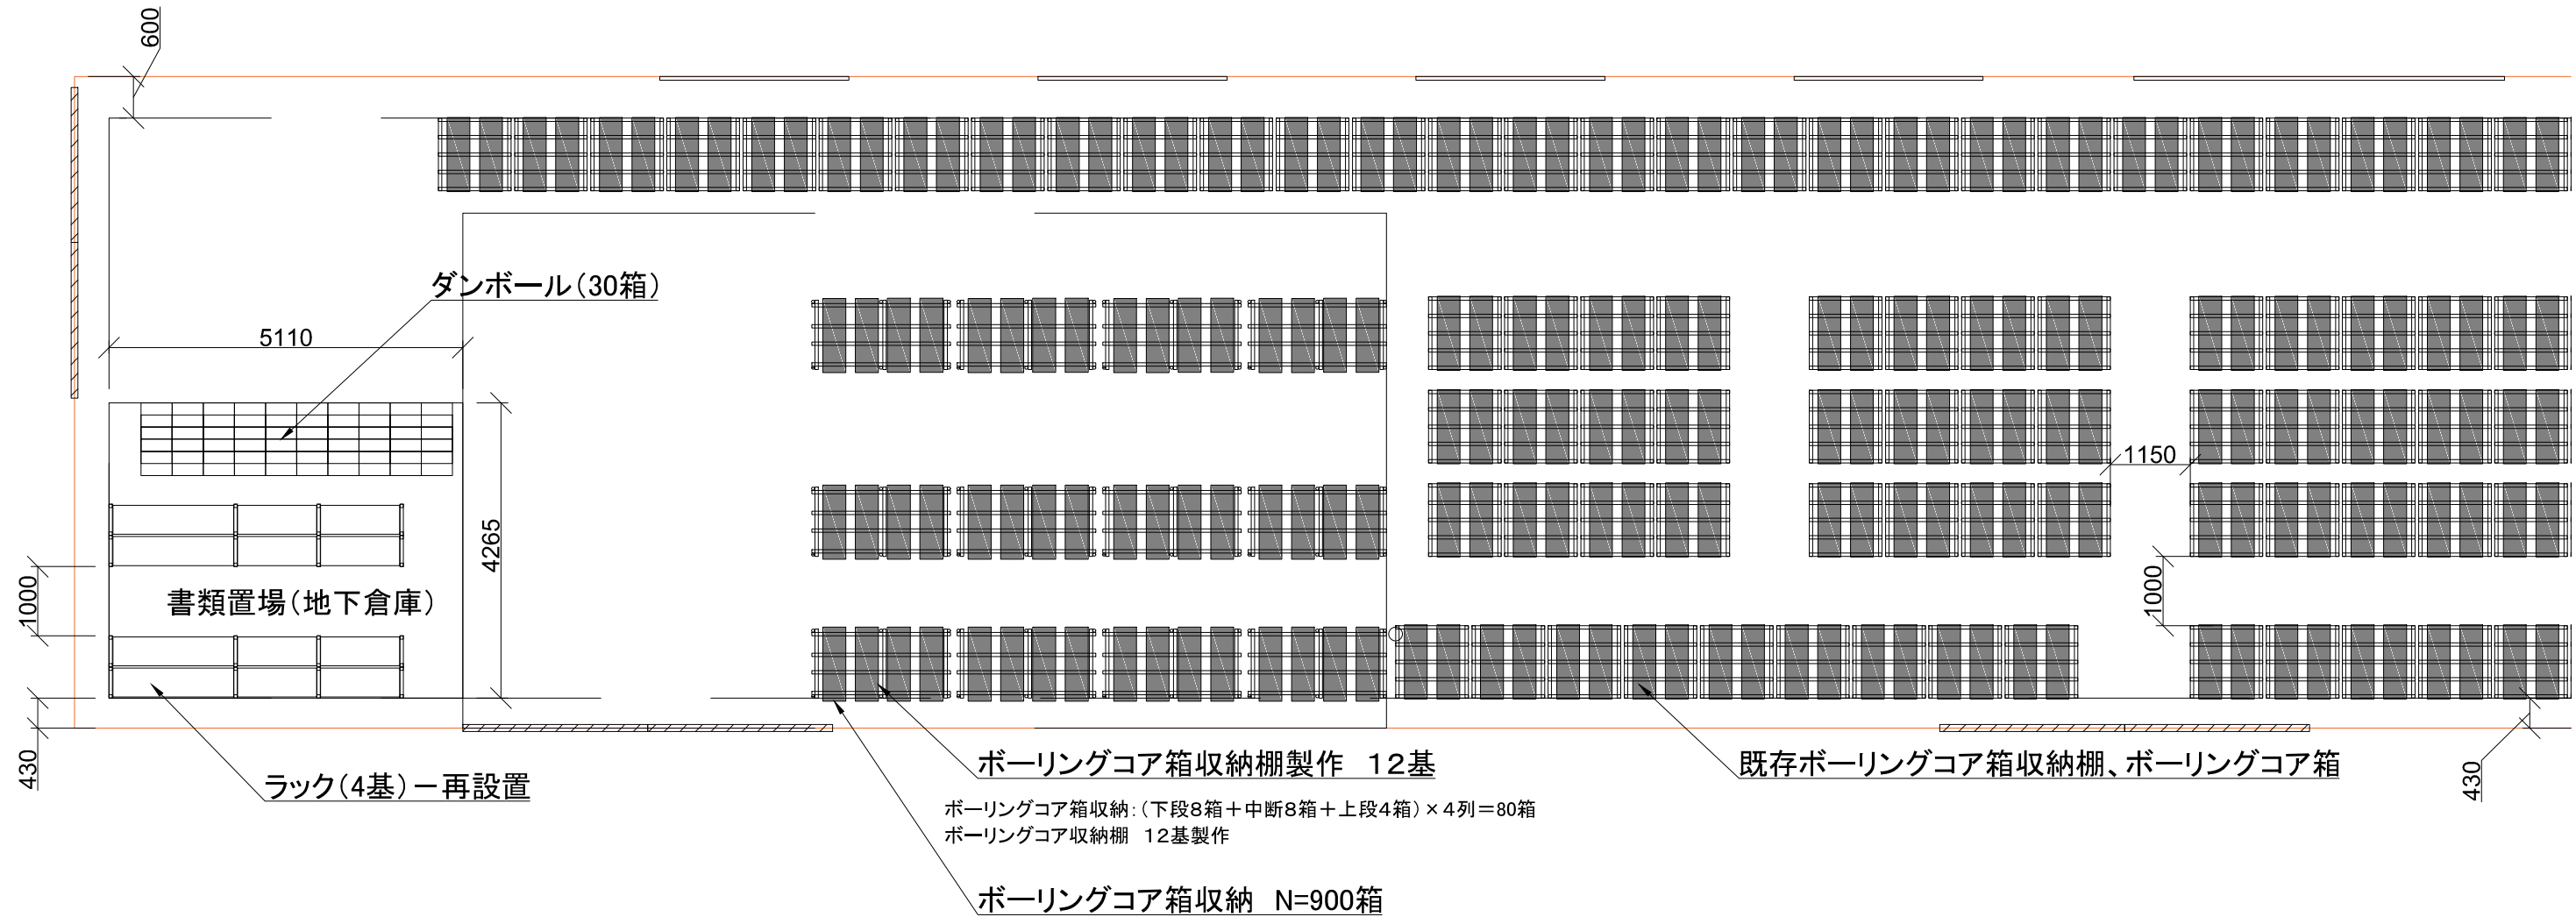 600
ダンボール（30箱）
5110
1150
4265
1000
1000
書類置場（地下倉庫）
430
ラック（4基）－再設置
ボーリングコア箱収納棚製作　１２基
既存ボーリングコア箱収納棚、ボーリングコア箱
430
ボーリングコア箱収納：（下段８箱＋中断８箱＋上段４箱）×４列＝80箱
ボーリングコア収納棚　１２基製作
ボーリングコア箱収納　N=900箱